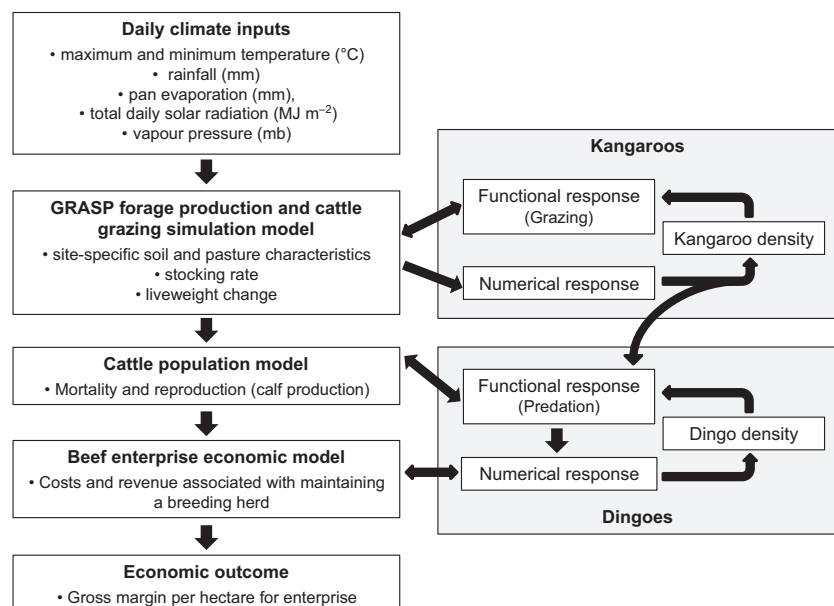 Daily climate inputs
• maximum and minimum temperature (°C)
• rainfall (mm)
• pan evaporation (mm),
• total daily solar radiation (MJ m⁻²)
• vapour pressure (mb)
GRASP forage production and cattle
grazing simulation model
• site-specific soil and pasture characteristics
• stocking rate
• liveweight change
Cattle population model
• Mortality and reproduction (calf production)
Beef enterprise economic model
• Costs and revenue associated with maintaining
a breeding herd
Economic outcome
• Gross margin per hectare for enterprise
Kangaroos
Functional response
(Grazing)
Kangaroo density
Numerical response
Functional response
(Predation)
Dingo density
Numerical response
Dingoes